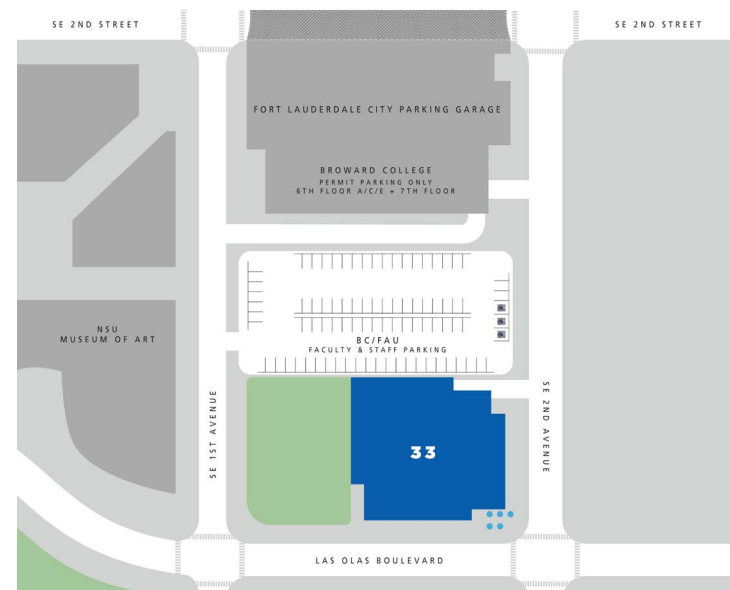 SE 2ND STREET
SE 2ND STREET
FORT LAUDERDALE CITY PARKING GARAGE
BROWARD COLLEGE
PERMIT PARKING ONLY
6TH FLOOR A/C/E + 7TH FLOOR
NSU
MUSEUM OF ART
BC/FAU
FACULTY & STAFF PARKING
SE 1ST AVENUE
SE 2ND AVENUE
33
LAS OLAS BOULEVARD